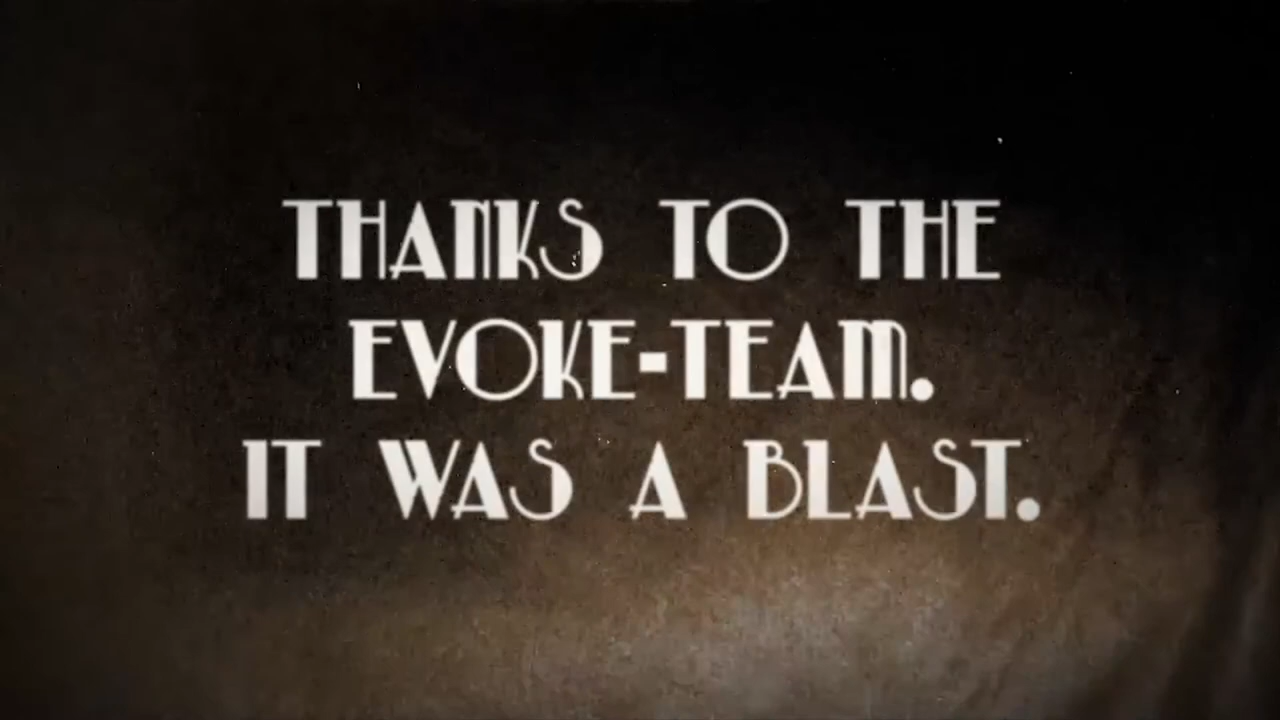 THANKS TO THE
EVOKE-TEAM.
IT WAS A BLAST.